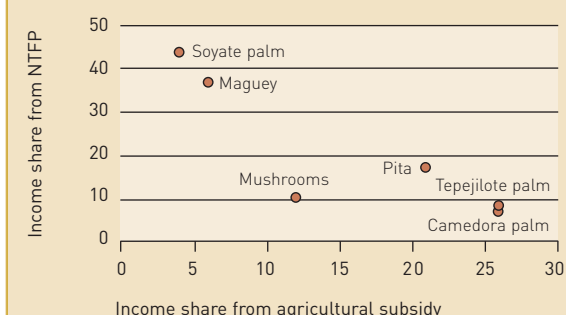 Income share from NTFP
50
40
30
20
10
0
Soyate palm
Maguey
Mushrooms
Pita
Tepejilote palm
Camedora palm
0 5 10 15 20 25 30
Income share from agricultural subsidy